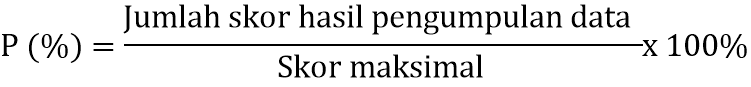 Jumlah skor hasil pengumpulan data
P (%) = x 100%
Skor maksimal